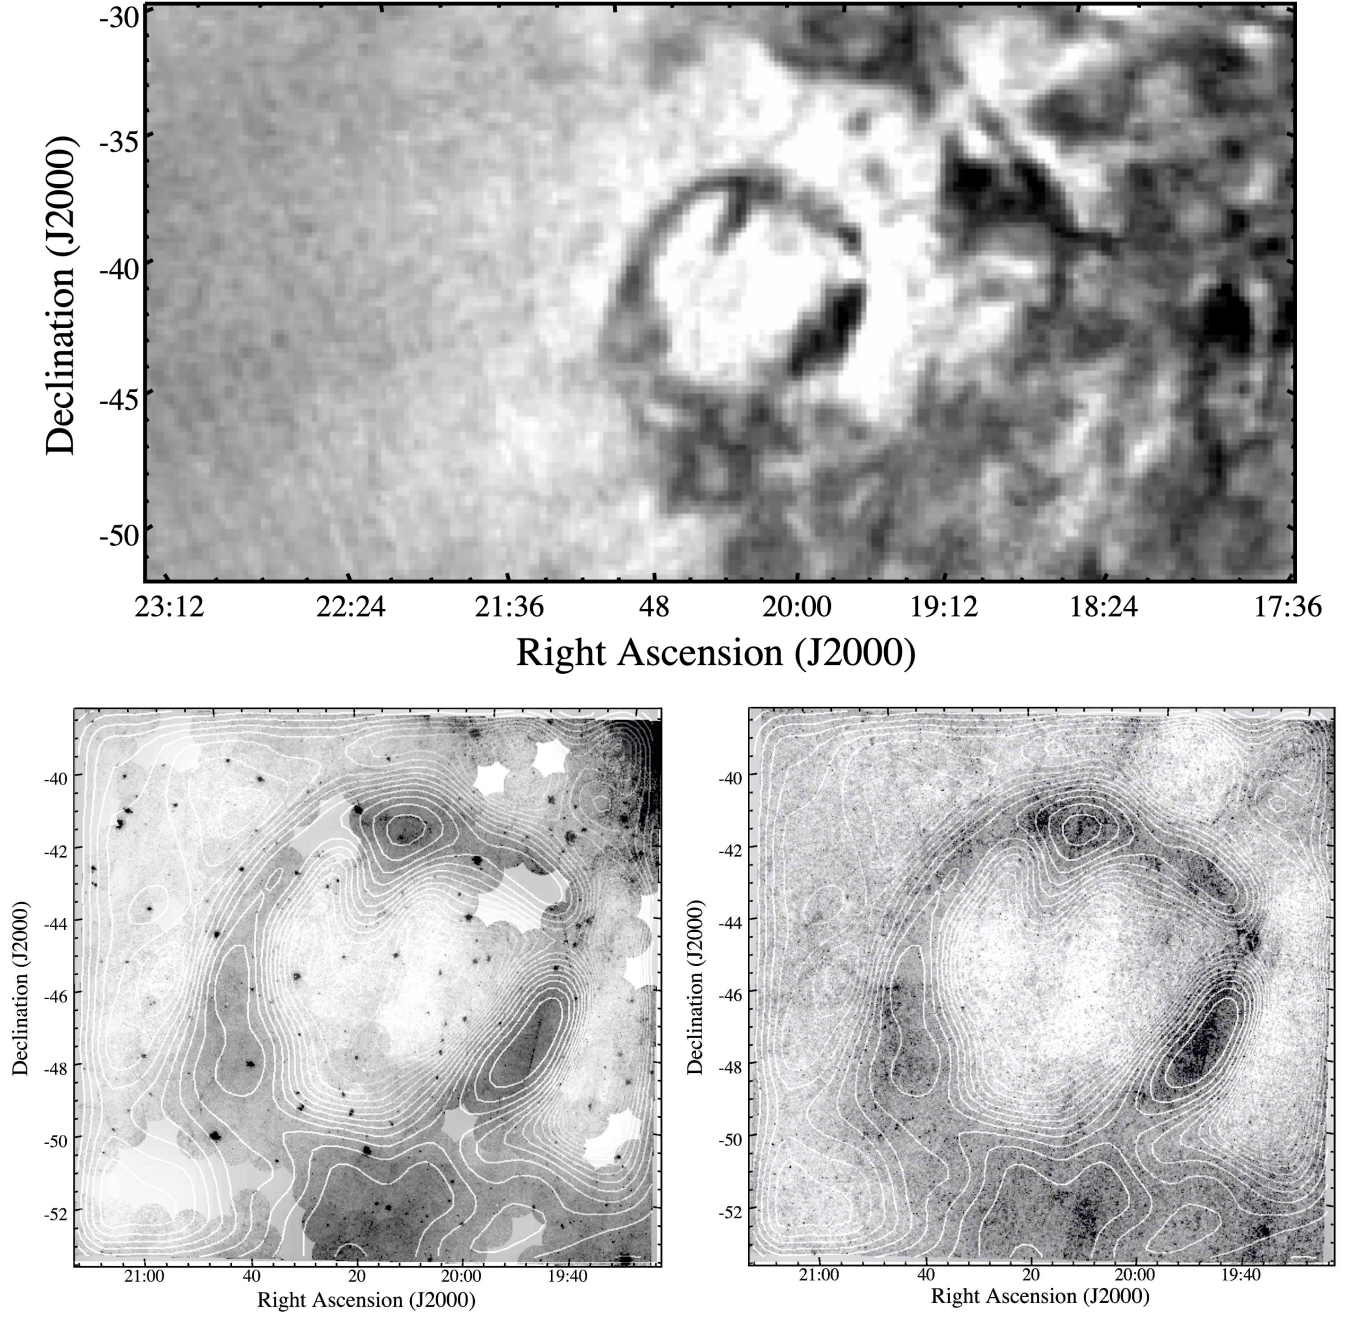 -30
-35
-40
-45
-50
Declination (J2000)
23:12 22:24 21:36 48 20:00 19:12 18:24 17:36
Right Ascension (J2000)
-40
-42
-44
-46
-48
-50
-52
Declination (J2000)
21:00 40 20 20:00 19:40
Right Ascension (J2000)
-40
-42
-44
-46
-48
-50
-52
Declination (J2000)
21:00 40 20 20:00 19:40
Right Ascension (J2000)